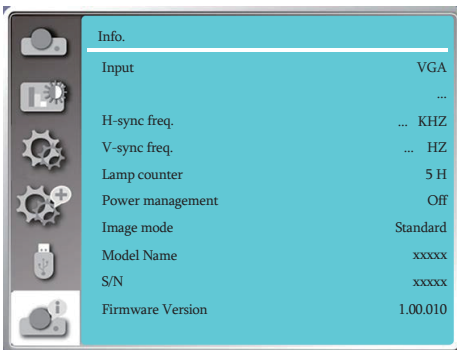 Info.
Input VGA
...
H-sync freq. ... KHZ
V-sync freq. ... HZ
Lamp counter 5 H
Power management Off
Image mode Standard
Model Name xxxxx
S/N xxxxx
Firmware Version 1.00.010